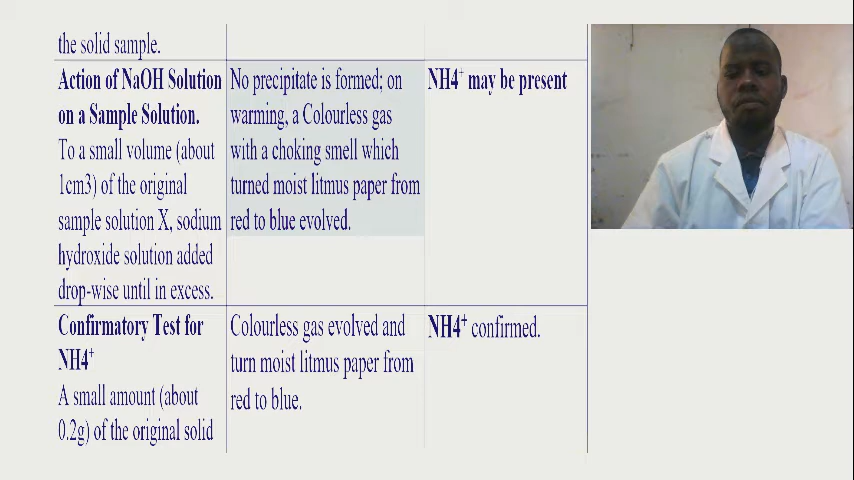 the solid sample.
Action of NaOH Solution
on a Sample Solution.
To a small volume (about
1cm3) of the original
sample solution X, sodium
hydroxide solution added
drop-wise until in excess.
No precipitate is formed; on
warming, a Colourless gas
with a choking smell which
turned moist litmus paper from
red to blue evolved.
NH4⁺ may be present
Confirmatory Test for
NH4⁺
A small amount (about
0.2g) of the original solid
Colourless gas evolved and
turn moist litmus paper from
red to blue.
NH4⁺ confirmed.